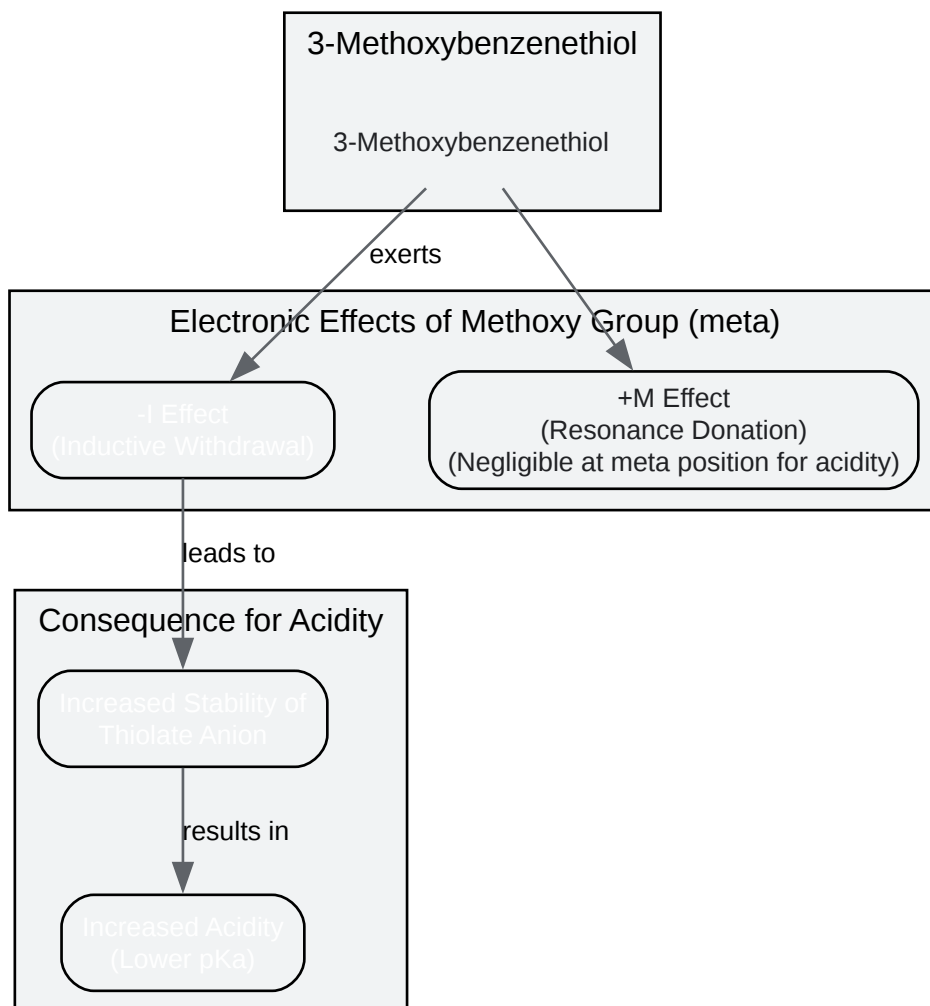 3-Methoxybenzenethiol
3-Methoxybenzenethiol
exerts
Electronic Effects of Methoxy Group (meta)
-I Effect
(Inductive Withdrawal)
+M Effect
(Resonance Donation)
(Negligible at meta position for acidity)
leads to
Consequence for Acidity
Increased Stability of
Thiolate Anion
results in
Increased Acidity
(Lower pKa)